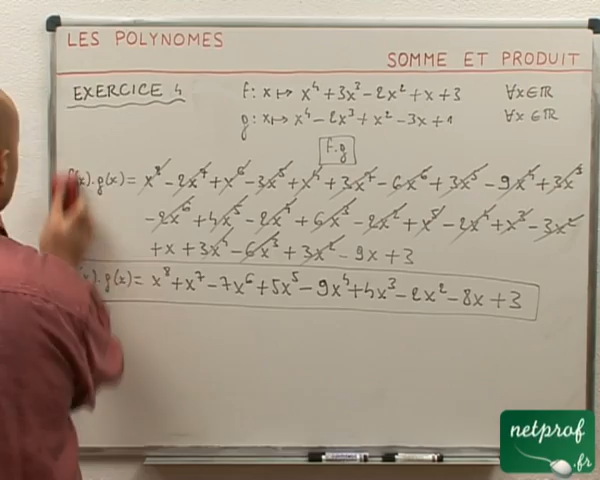 LES POLYNOMES
SOMME ET PRODUIT
EXERCICE 4
f: x ↦ x⁴ + 3x³ - 2x² + x + 3 ∀x∈ℝ
g: x ↦ x⁴ - 2x³ + x² - 3x + 1 ∀x∈ℝ
f.g
f(x).g(x) = x⁸ - 2x⁷ + x⁶ - 3x⁵ + x⁴ + 3x⁷ - 6x⁶ + 3x⁵ - 9x⁴ + 3x³
- 2x⁶ + 4x⁵ - 2x⁴ + 6x³ - 2x² + x⁵ - 2x⁴ + x³ - 3x²
+ x + 3x⁴ - 6x³ + 3x² - 9x + 3
(x).g(x) = x⁸ + x⁷ - 7x⁶ + 5x⁵ - 9x⁴ + 4x³ - 2x² - 8x + 3
netprof
.fr